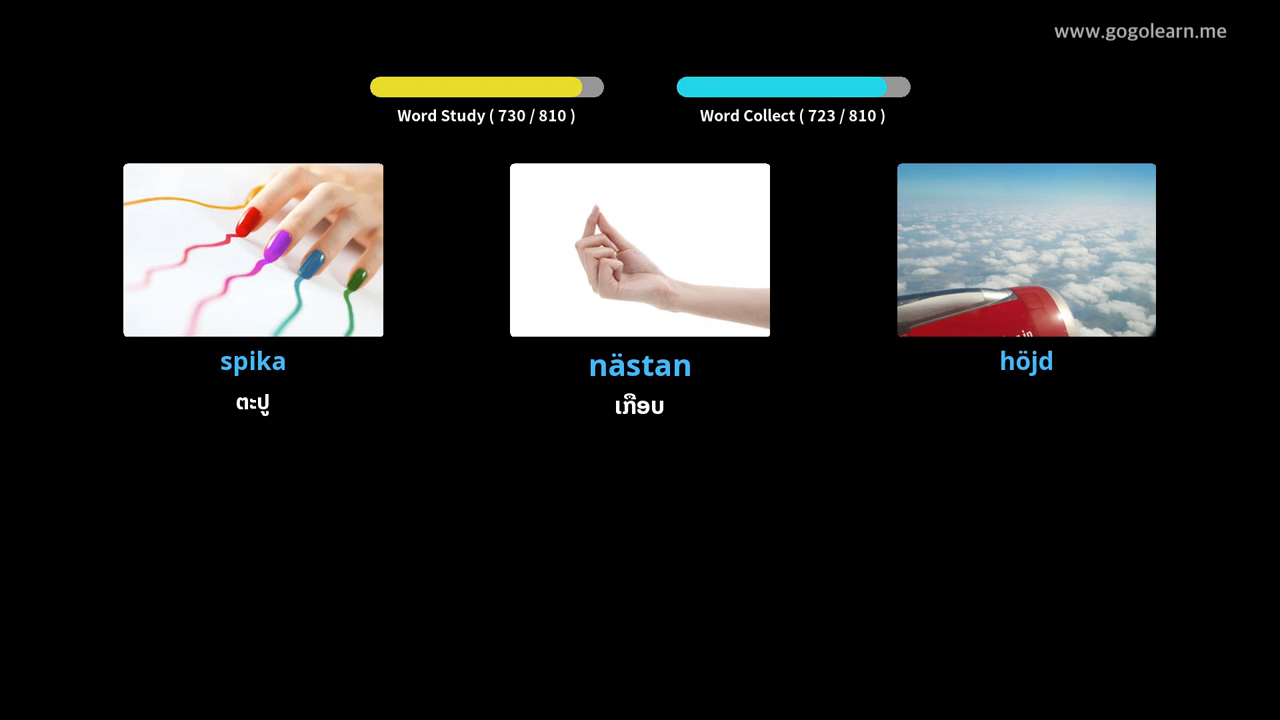 www.gogolearn.me
Word Study ( 730 / 810 )
Word Collect ( 723 / 810 )
spika
nästan
höjd
ຕະປູ
ເກືອບ